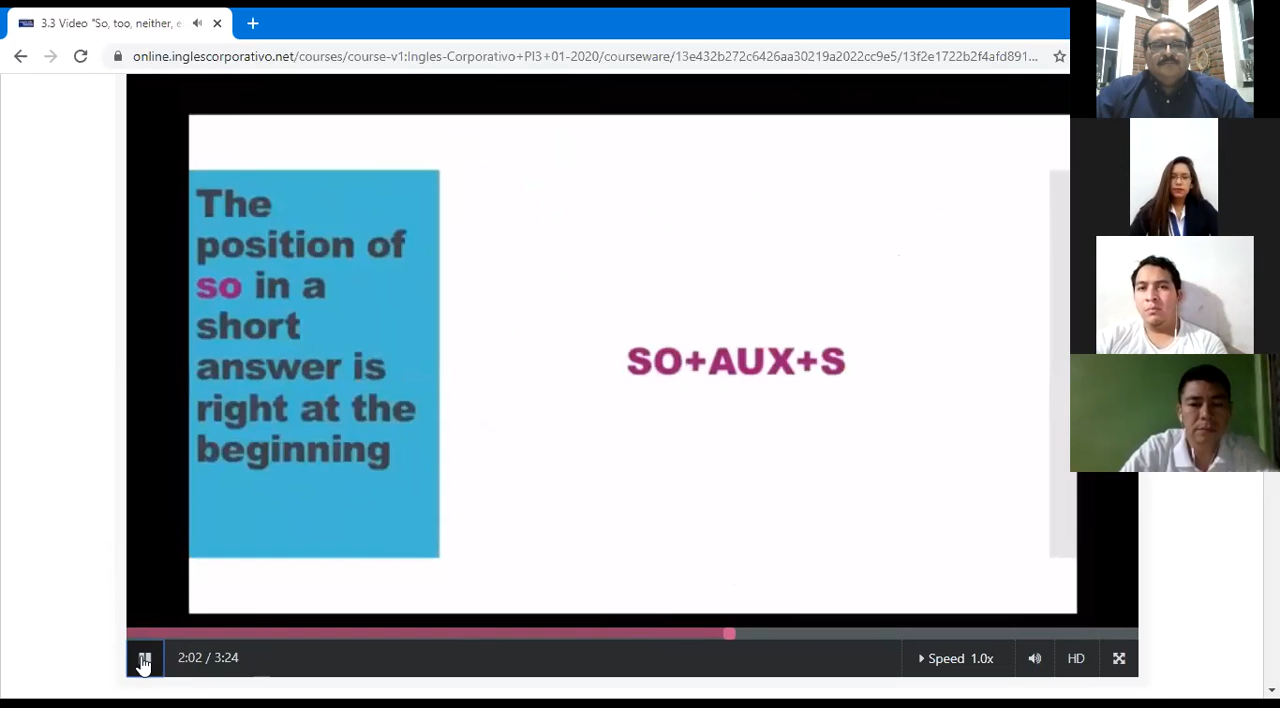 3.3 Video "So, too, neither, e
online.inglescorporativo.net/courses/course-v1:Ingles-Corporativo+PI3+01-2020/courseware/13e432b272c6426aa30219a2022cc9e5/13f2e1722b2f4afd891...
The
position of
so in a
short
answer is
right at the
beginning
SO+AUX+S
2:02 / 3:24
Speed 1.0x
HD